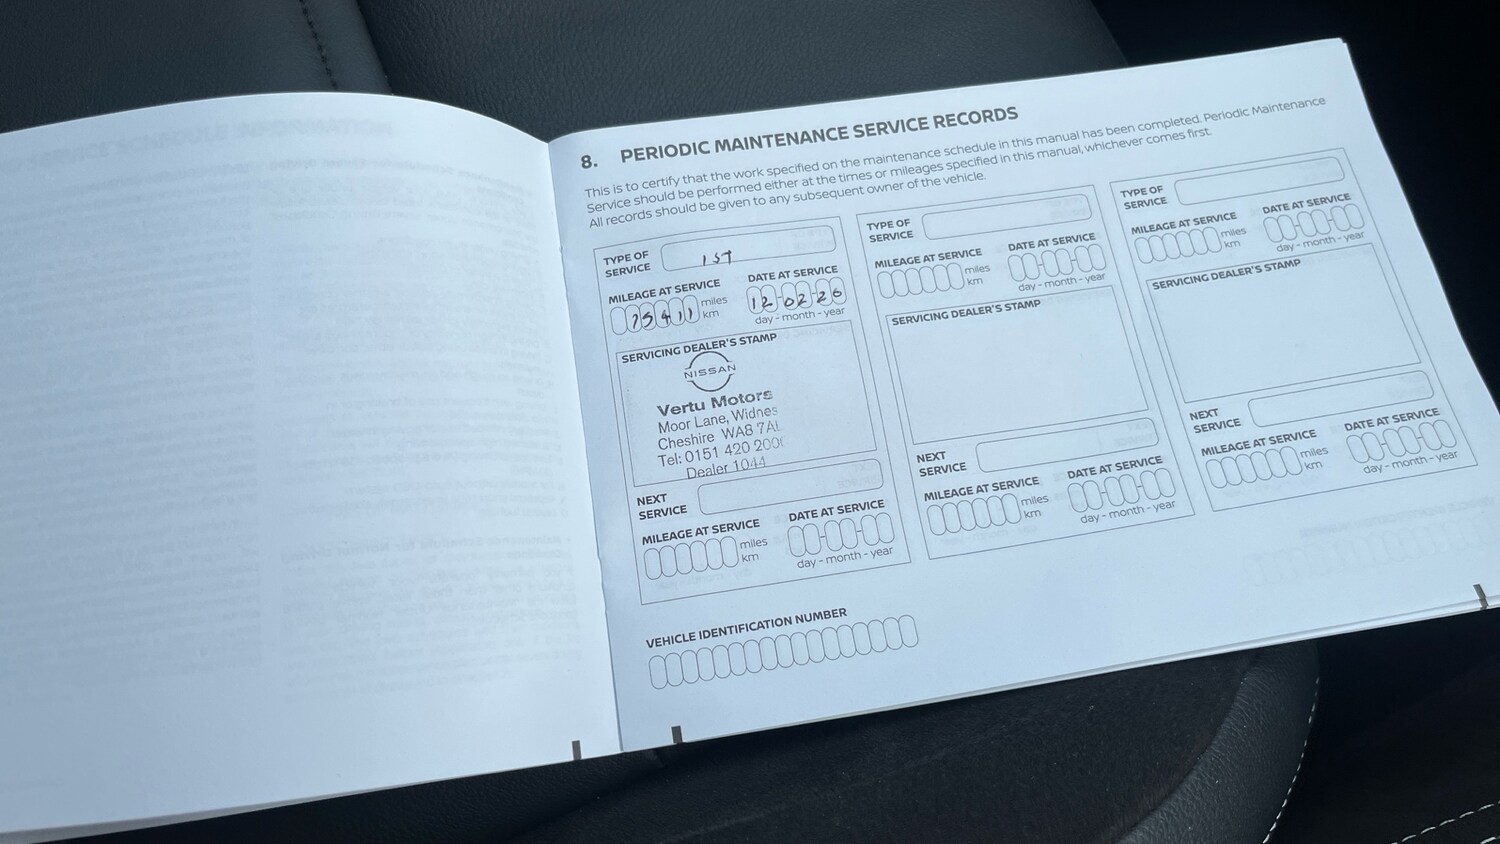 8. PERIODIC MAINTENANCE SERVICE RECORDS
This is to certify that the work specified on the maintenance schedule in this manual has been completed. Periodic Maintenance
Service should be performed either at the times or mileages specified in this manual, whichever comes first.
All records should be given to any subsequent owner of the vehicle.
TYPE OF
SERVICE
1ST
MILEAGE AT SERVICE
miles
km
DATE AT SERVICE
12-02-26
day - month - year
SERVICING DEALER'S STAMP
NISSAN
Vertu Motors
Moor Lane, Widnes
Cheshire WA8 7AL
Tel: 0151 420 200
Dealer 1044
NEXT
SERVICE
MILEAGE AT SERVICE
miles
km
DATE AT SERVICE
day - month - year
TYPE OF
SERVICE
MILEAGE AT SERVICE
miles
km
DATE AT SERVICE
day - month - year
SERVICING DEALER'S STAMP
NEXT
SERVICE
MILEAGE AT SERVICE
miles
km
DATE AT SERVICE
day - month - year
TYPE OF
SERVICE
MILEAGE AT SERVICE
miles
km
DATE AT SERVICE
day - month - year
SERVICING DEALER'S STAMP
NEXT
SERVICE
MILEAGE AT SERVICE
miles
km
DATE AT SERVICE
day - month - year
VEHICLE IDENTIFICATION NUMBER